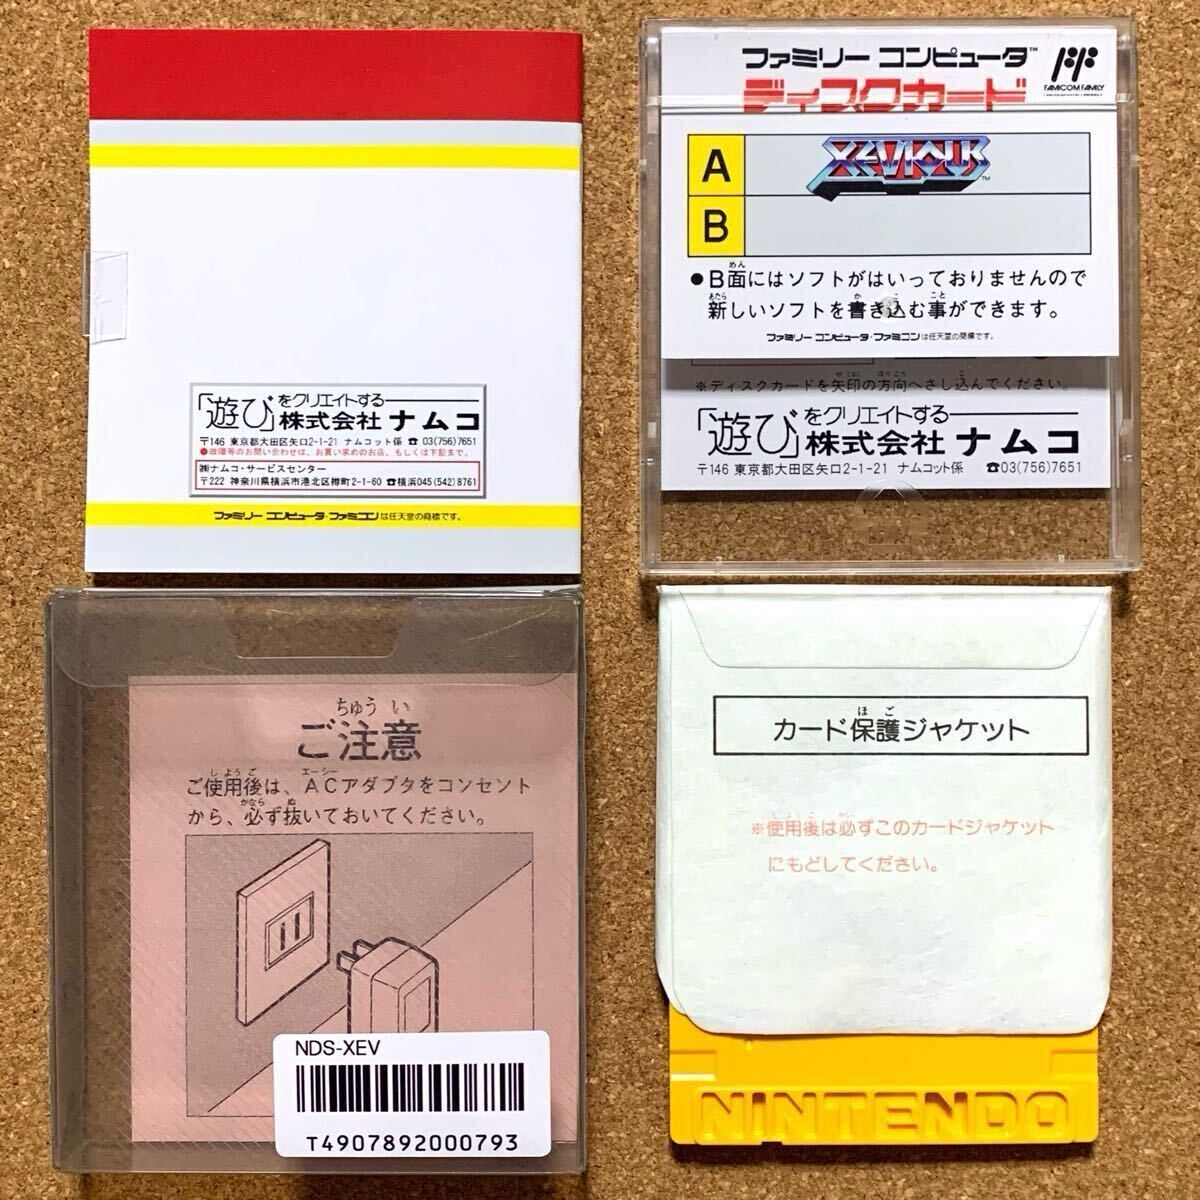 「遊び」をクリエイトする
株式会社 ナムコ
〒146 東京都大田区矢口2-1-21 ナムコット係 ☎ 03(756)7651
●故障等のお問い合わせは、お買い求めのお店、もしくは下記まで。
㈱ナムコ・サービスセンター
〒222 神奈川県横浜市港北区樽町2-1-60 ☎横浜045(542)8761
ファミリー コンピュータ・ファミコンは任天堂の商標です。
ファミリー コンピュータ™
ディスクカード
FAMICOM FAMILY
A
XEVIOUS™
B
●B面にはソフトがはいっておりませんので
新しいソフトを書き込む事ができます。
ファミリー コンピュータ・ファミコンは任天堂の商標です。
※ディスクカードを矢印の方向へさし込んでください。
「遊び」をクリエイトする
株式会社 ナムコ
〒146 東京都大田区矢口2-1-21 ナムコット係 ☎03(756)7651
ちゅう い
ご注意
ご使用後は、ACアダプタをコンセント
から、必ず抜いておいてください。
NDS-XEV
T4907892000793
カード保護ジャケット
※使用後は必ずこのカードジャケット
にもどしてください。
NINTENDO